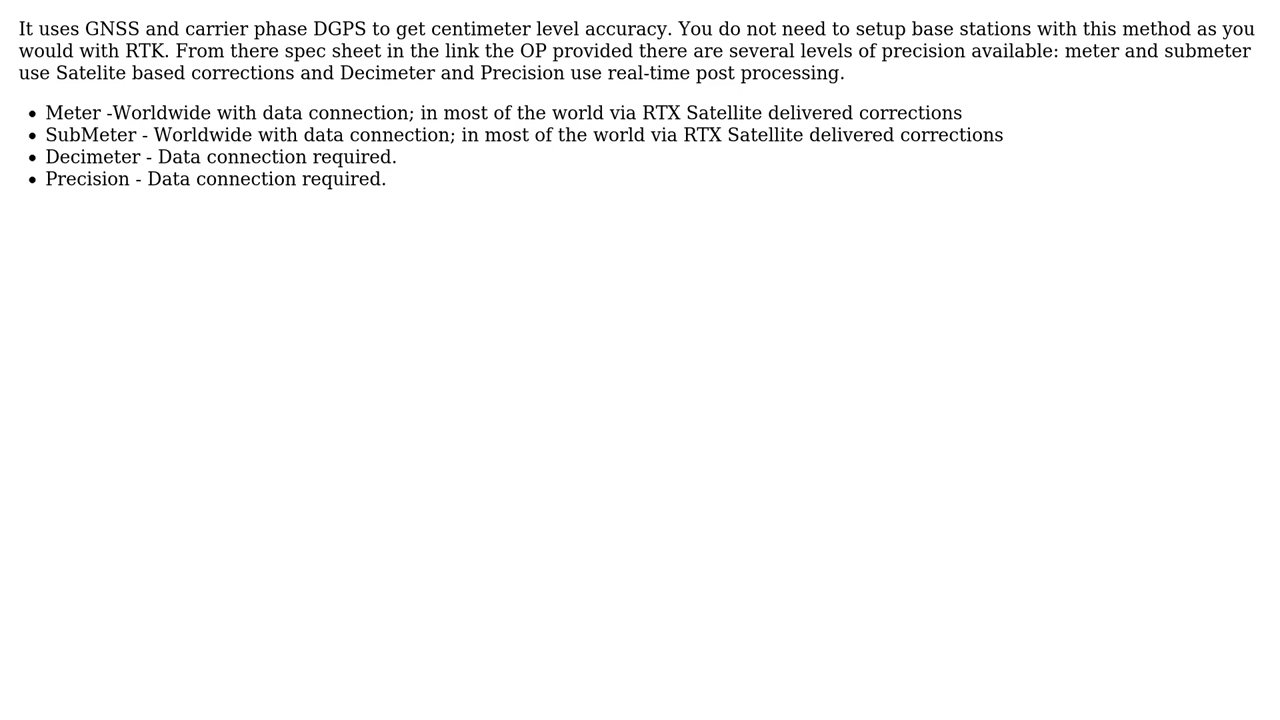 It uses GNSS and carrier phase DGPS to get centimeter level accuracy. You do not need to setup base stations with this method as you
would with RTK. From there spec sheet in the link the OP provided there are several levels of precision available: meter and submeter
use Satelite based corrections and Decimeter and Precision use real-time post processing.
• Meter -Worldwide with data connection; in most of the world via RTX Satellite delivered corrections
• SubMeter - Worldwide with data connection; in most of the world via RTX Satellite delivered corrections
• Decimeter - Data connection required.
• Precision - Data connection required.